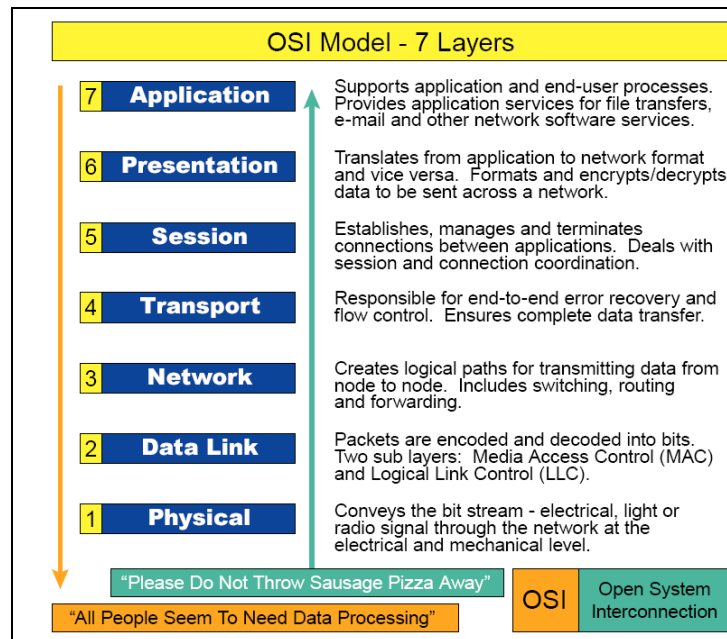 OSI Model - 7 Layers
7 Application
Supports application and end-user processes.
Provides application services for file transfers,
e-mail and other network software services.
6 Presentation
Translates from application to network format
and vice versa. Formats and encrypts/decrypts
data to be sent across a network.
5 Session
Establishes, manages and terminates
connections between applications. Deals with
session and connection coordination.
4 Transport
Responsible for end-to-end error recovery and
flow control. Ensures complete data transfer.
3 Network
Creates logical paths for transmitting data from
node to node. Includes switching, routing
and forwarding.
2 Data Link
Packets are encoded and decoded into bits.
Two sub layers: Media Access Control (MAC)
and Logical Link Control (LLC).
1 Physical
Conveys the bit stream - electrical, light or
radio signal through the network at the
electrical and mechanical level.
“Please Do Not Throw Sausage Pizza Away”
“All People Seem To Need Data Processing”
OSI
Open System
Interconnection